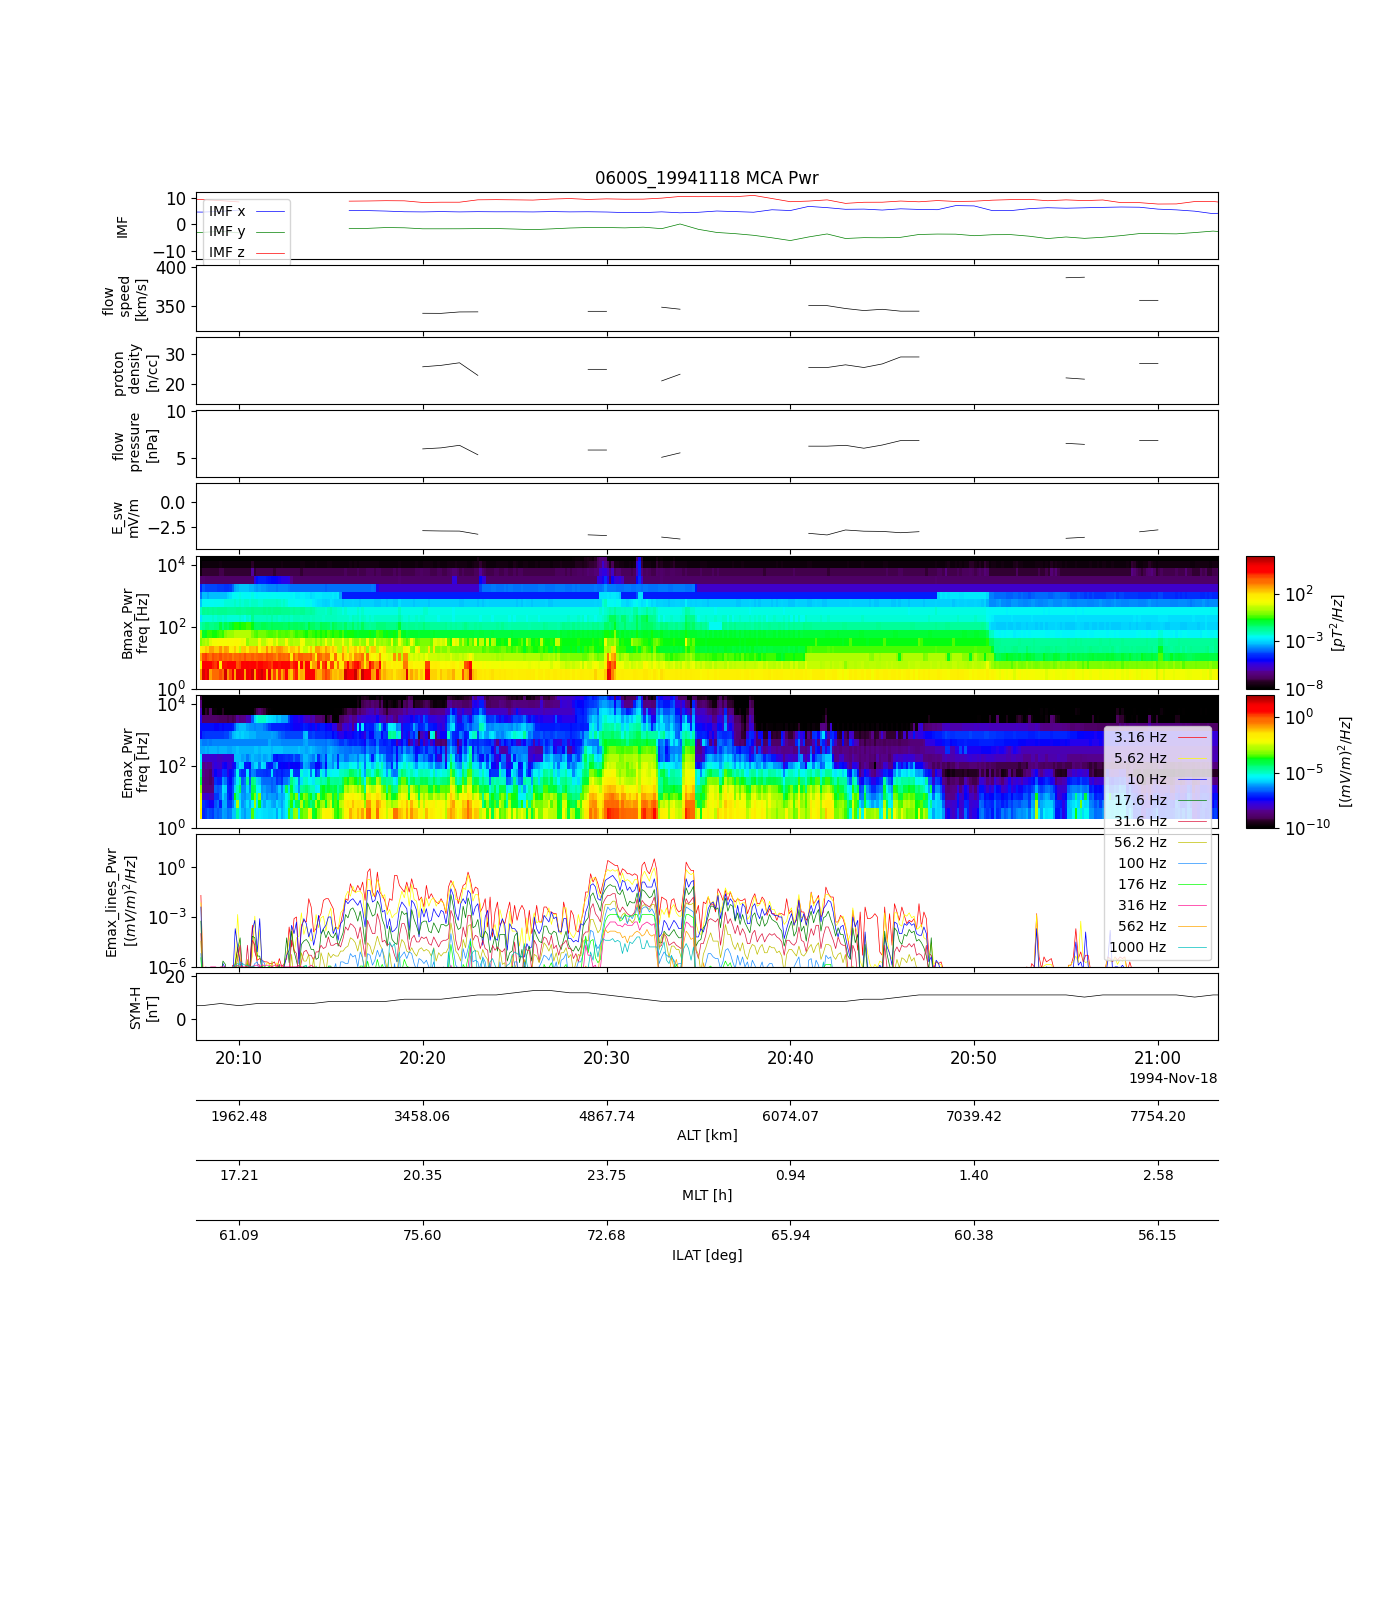 0600S_19941118 MCA Pwr
IMF
10
0
−10
IMF x
IMF y
IMF z
flow
speed
[km/s]
400
350
proton
density
[n/cc]
30
20
flow
pressure
[nPa]
10
5
E_sw
mV/m
0.0
−2.5
Bmax_Pwr
freq [Hz]
10^4
10^2
10^0
10^2
10^−3
10^−8
[pT^2/Hz]
Emax_Pwr
freq [Hz]
10^4
10^2
10^0
10^0
10^−5
10^−10
[(mV/m)^2/Hz]
3.16 Hz
5.62 Hz
10 Hz
17.6 Hz
31.6 Hz
56.2 Hz
100 Hz
176 Hz
316 Hz
562 Hz
1000 Hz
Emax_lines_Pwr
[(mV/m)^2/Hz]
10^0
10^−3
10^−6
SYM-H
[nT]
20
0
20:10 20:20 20:30 20:40 20:50 21:00
1994-Nov-18
1962.48 3458.06 4867.74 6074.07 7039.42 7754.20
ALT [km]
17.21 20.35 23.75 0.94 1.40 2.58
MLT [h]
61.09 75.60 72.68 65.94 60.38 56.15
ILAT [deg]